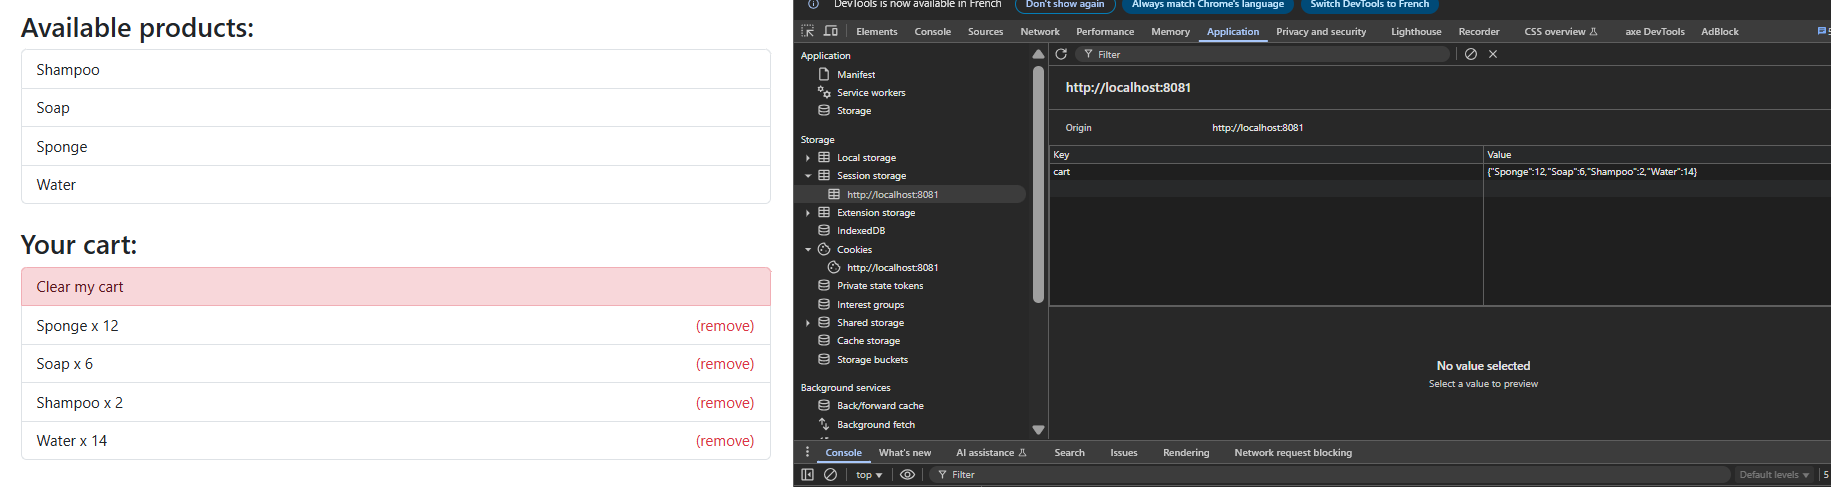 Available products:
Shampoo
Soap
Sponge
Water
Your cart:
Clear my cart
Sponge x 12 (remove)
Soap x 6 (remove)
Shampoo x 2 (remove)
Water x 14 (remove)
DevTools is now available in French Don't show again Always match Chrome's language Switch DevTools to French
Elements Console Sources Network Performance Memory Application Privacy and security Lighthouse Recorder CSS overview axe DevTools AdBlock 5
Application
Manifest
Service workers
Storage
Storage
Local storage
Session storage
http://localhost:8081
Extension storage
IndexedDB
Cookies
http://localhost:8081
Private state tokens
Interest groups
Shared storage
Cache storage
Storage buckets
Background services
Back/forward cache
Background fetch
Filter
http://localhost:8081
Origin http://localhost:8081
Key Value
cart {"Sponge":12,"Soap":6,"Shampoo":2,"Water":14}
No value selected
Select a value to preview
Console What's new AI assistance Search Issues Rendering Network request blocking
top Filter Default levels 5